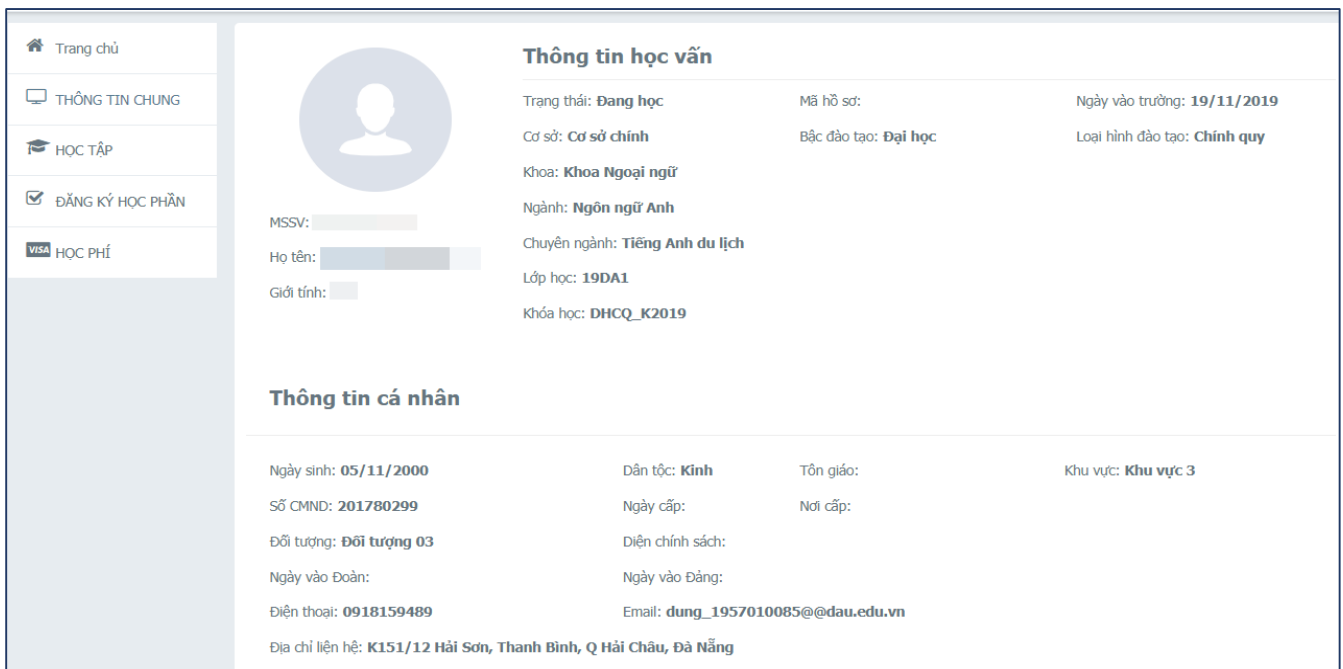 Trang chủ
THÔNG TIN CHUNG
HỌC TẬP
ĐĂNG KÝ HỌC PHẦN
VISA HỌC PHÍ
MSSV:
Họ tên:
Giới tính:
Thông tin học vấn
Trạng thái: Đang học Mã hồ sơ: Ngày vào trường: 19/11/2019
Cơ sở: Cơ sở chính Bậc đào tạo: Đại học Loại hình đào tạo: Chính quy
Khoa: Khoa Ngoại ngữ
Ngành: Ngôn ngữ Anh
Chuyên ngành: Tiếng Anh du lịch
Lớp học: 19DA1
Khóa học: DHCQ_K2019
Thông tin cá nhân
Ngày sinh: 05/11/2000 Dân tộc: Kinh Tôn giáo: Khu vực: Khu vực 3
Số CMND: 201780299 Ngày cấp: Nơi cấp:
Đối tượng: Đối tượng 03 Diện chính sách:
Ngày vào Đoàn: Ngày vào Đảng:
Điện thoại: 0918159489 Email: dung_1957010085@@dau.edu.vn
Địa chỉ liên hệ: K151/12 Hải Sơn, Thanh Bình, Q Hải Châu, Đà Nẵng